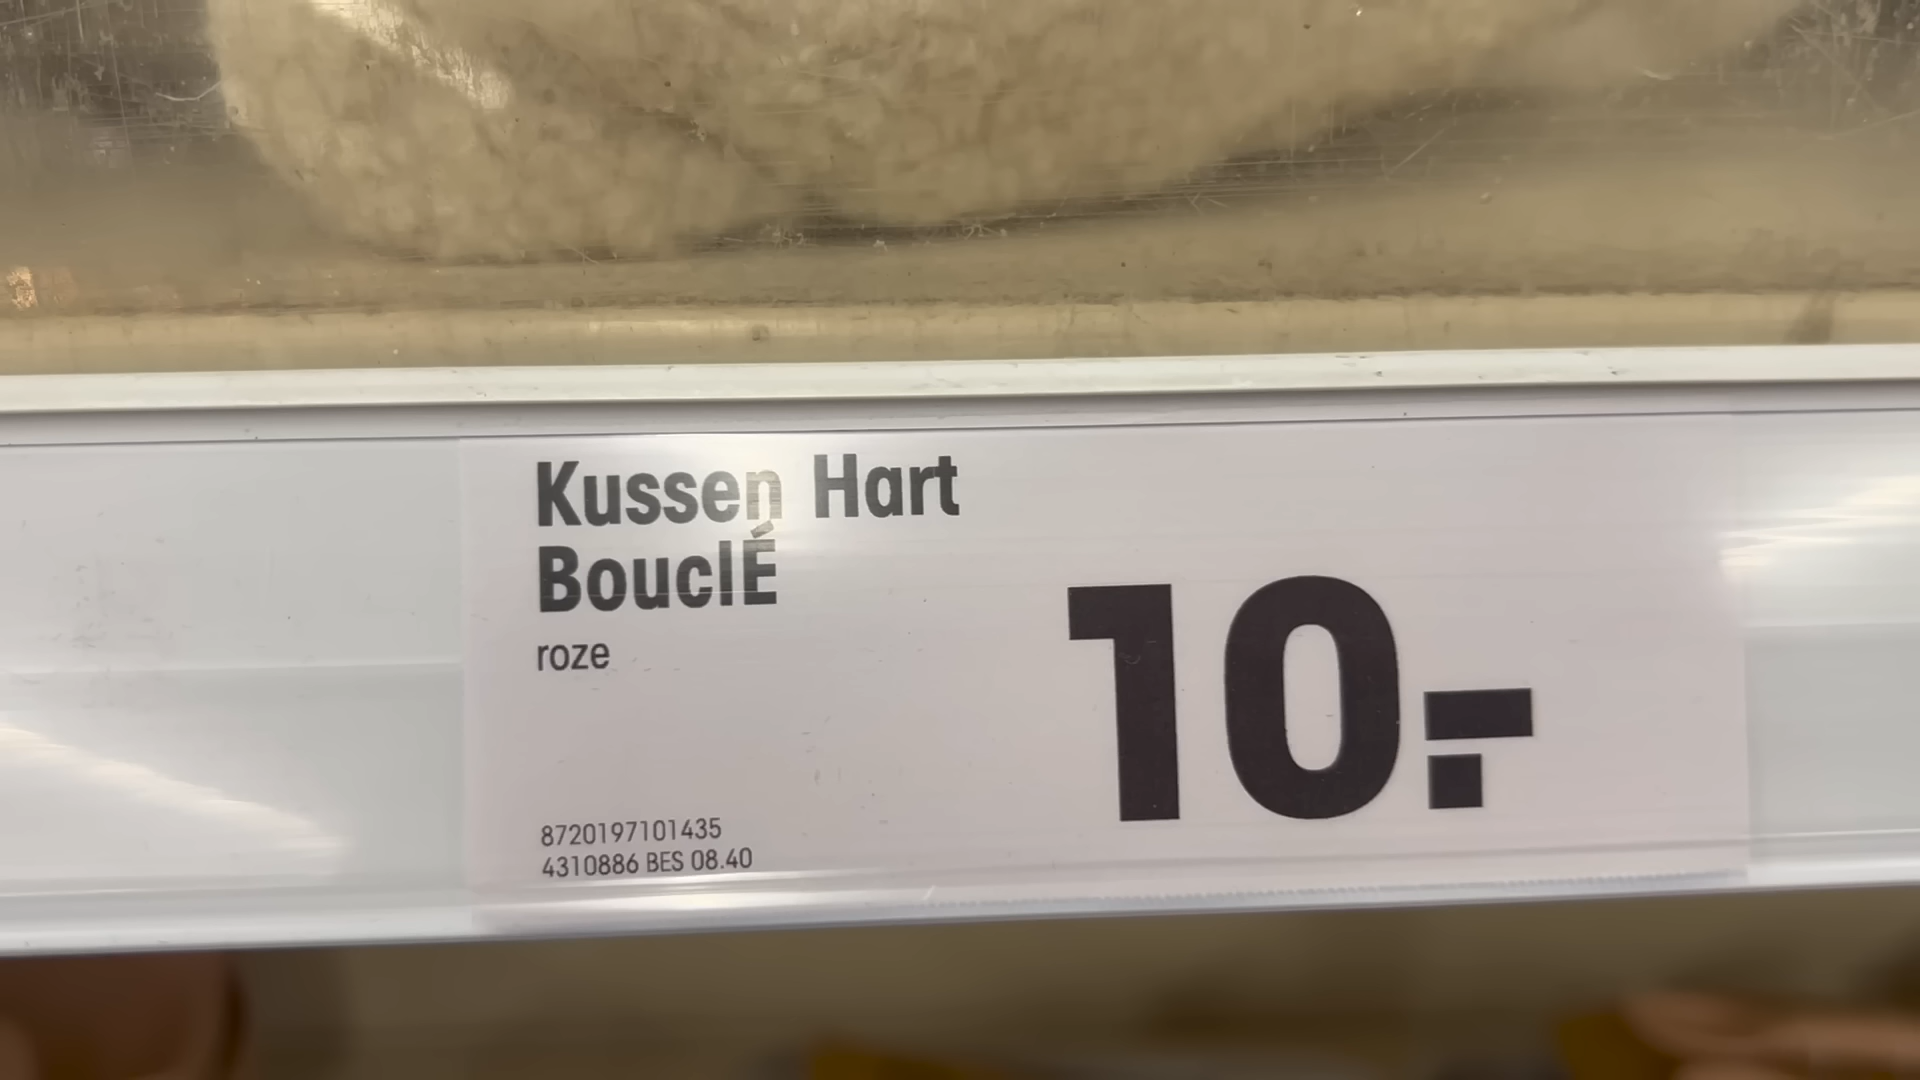 Kussen Hart
BouclÉ
roze
10.-
8720197101435
4310886 BES 08.40